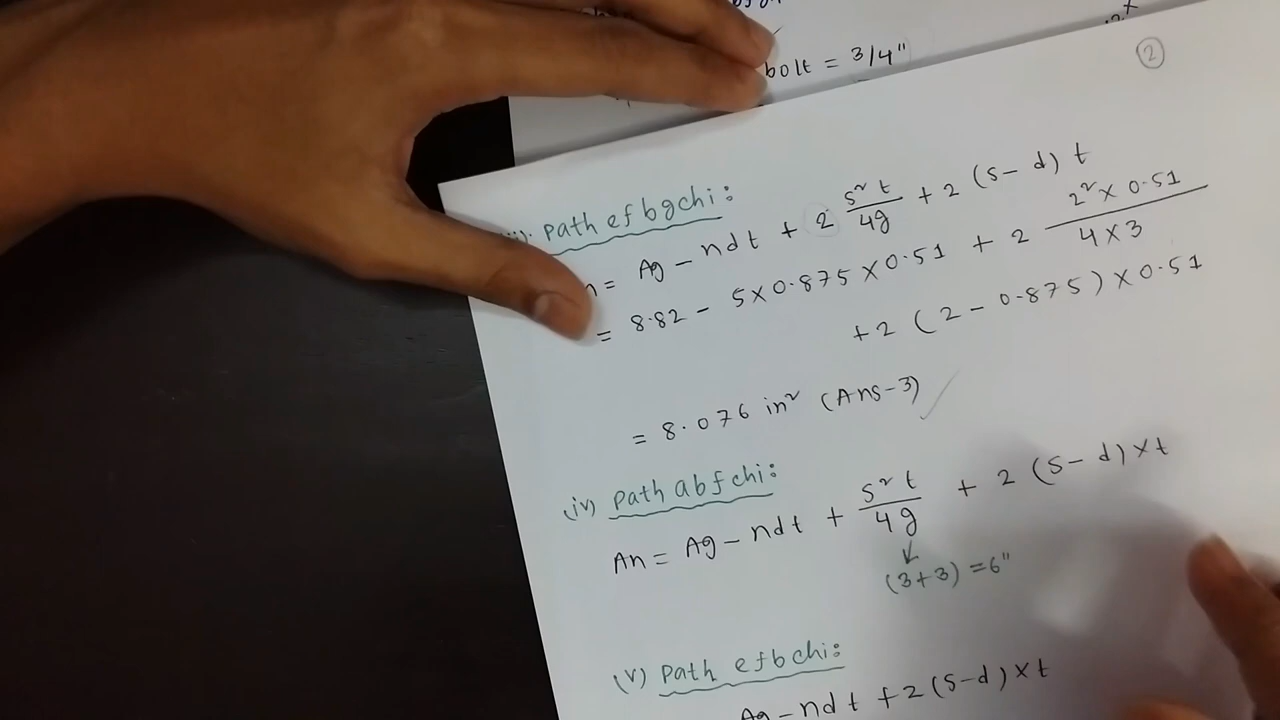 bolt = 3/4"
2
Path efbgchi:
n = Ag - ndt + 2 s² t / 4g + 2 (s - d) t
= 8.82 - 5 x 0.875 x 0.51 + 2 2² x 0.51 / 4 x 3
+ 2 (2 - 0.875) x 0.51
= 8.076 in² (Ans-3)
(iv) Path abfchi:
An = Ag - ndt + s² t / 4g + 2 (s - d) x t
(3+3) = 6"
(v) Path efbchi:
Ag - ndt + 2 (s-d) x t